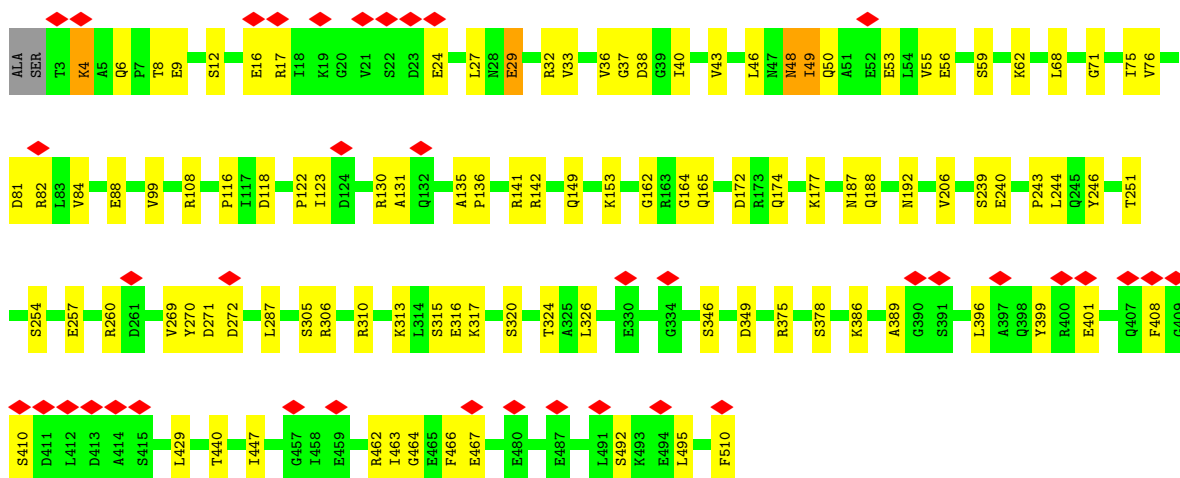 ALA SER T3 K4 A5 Q6 P7 T8 E9 S12 E16 R17 I18 K19 G20 V21 S22 D23 E24 L27 N28 E29 R32 V33 V36 G37 D38 G39 I40 V43 L46 N47 N48 I49 Q50 A51 E52 E53 L54 V55 E56 S59 K62 L68 G71 I75 V76
D81 R82 L83 V84 E88 V99 R108 P116 I117 D118 P122 I123 D124 R130 A131 Q132 A135 P136 R141 R142 Q149 K153 G162 R163 G164 Q165 D172 R173 Q174 K177 N187 Q188 N192 V206 S239 E240 P243 L244 Q245 Y246 T251
S254 E257 R260 D261 V269 Y270 D271 D272 L287 S305 R306 R310 K313 L314 S315 E316 K317 S320 T324 A325 L326 E330 G334 S346 D349 R375 S378 K386 A389 G390 S391 L396 A397 Q398 Y399 R400 E401 Q407 F408 G409
S410 D411 L412 D413 A414 S415 L429 T440 I447 G457 I458 E459 R462 I463 G464 E465 F466 E467 E480 E487 L491 S492 K493 E494 L495 F510